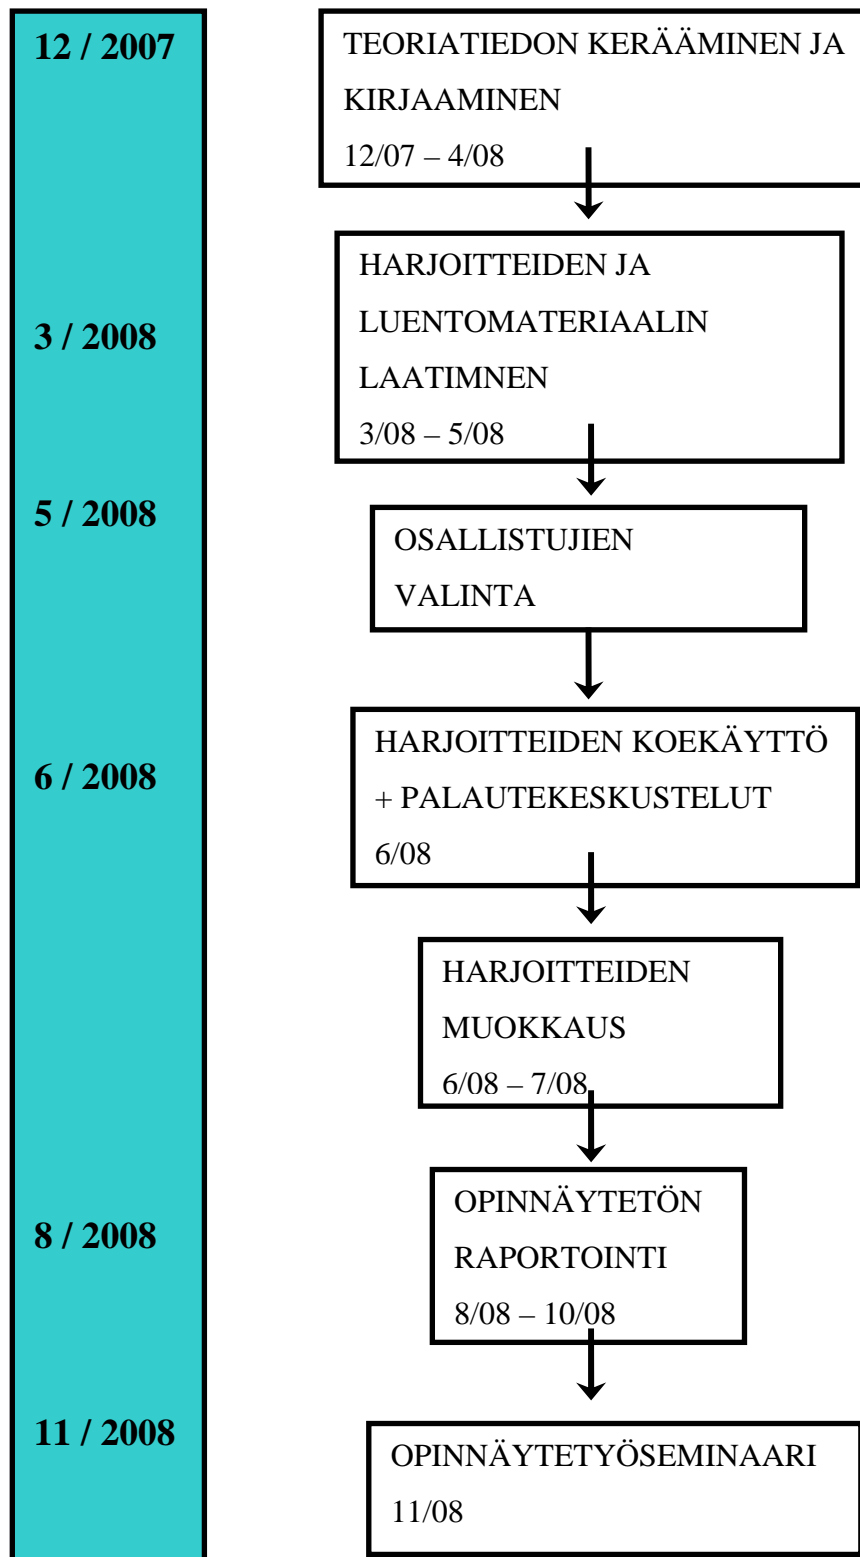 12 / 2007
TEORIATIEDON KERÄÄMINEN JA
KIRJAAMINEN
12/07 – 4/08
3 / 2008
HARJOITTEIDEN JA
LUENTOMATERIAALIN
LAATIMNEN
3/08 – 5/08
5 / 2008
OSALLISTUJIEN
VALINTA
6 / 2008
HARJOITTEIDEN KOEKÄYTTÖ
+ PALAUTEKESKUSTELUT
6/08
HARJOITTEIDEN
MUOKKAUS
6/08 – 7/08
8 / 2008
OPINNÄYTETÖN
RAPORTOINTI
8/08 – 10/08
11 / 2008
OPINNÄYTETYÖSEMINAARI
11/08